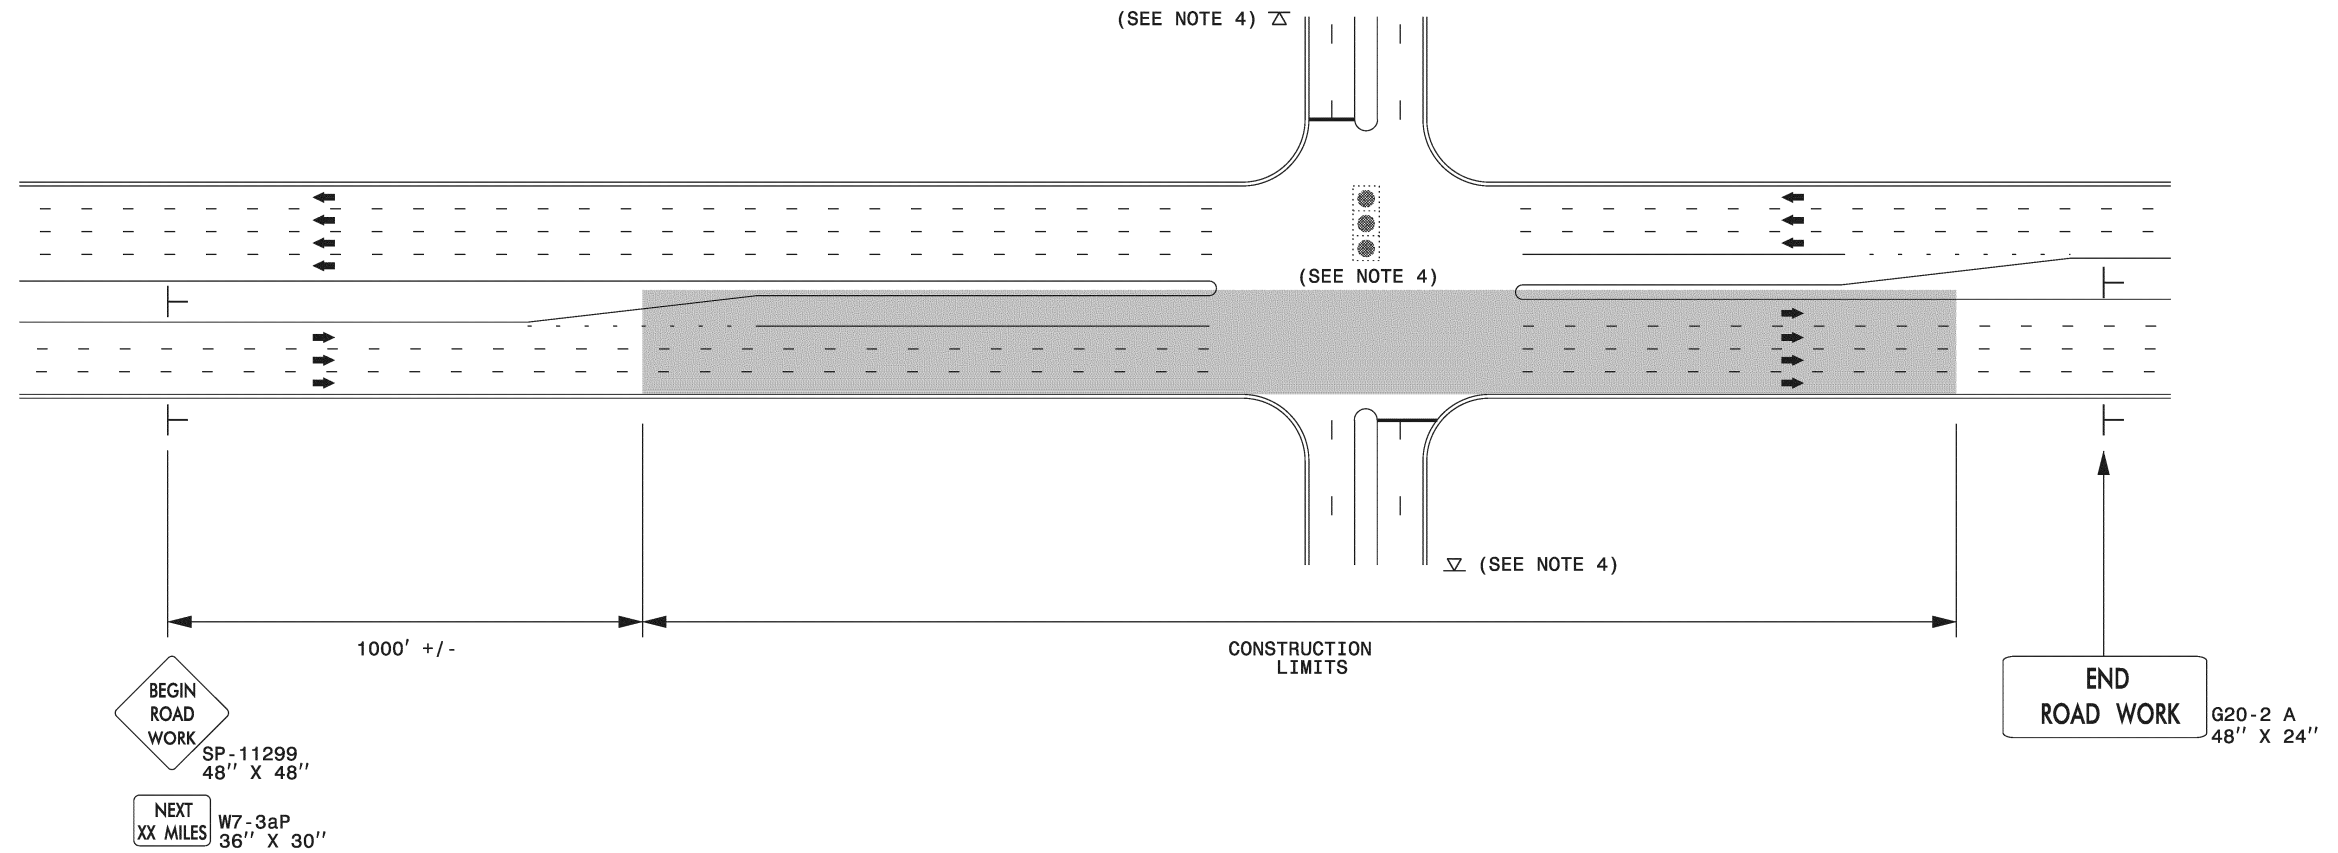 (SEE NOTE 4)
(SEE NOTE 4)
(SEE NOTE 4)
1000' +/-
CONSTRUCTION
LIMITS
BEGIN
ROAD
WORK
SP-11299
48" X 48"
NEXT
XX MILES
W7-3aP
36" X 30"
END
ROAD WORK
G20-2 A
48" X 24"